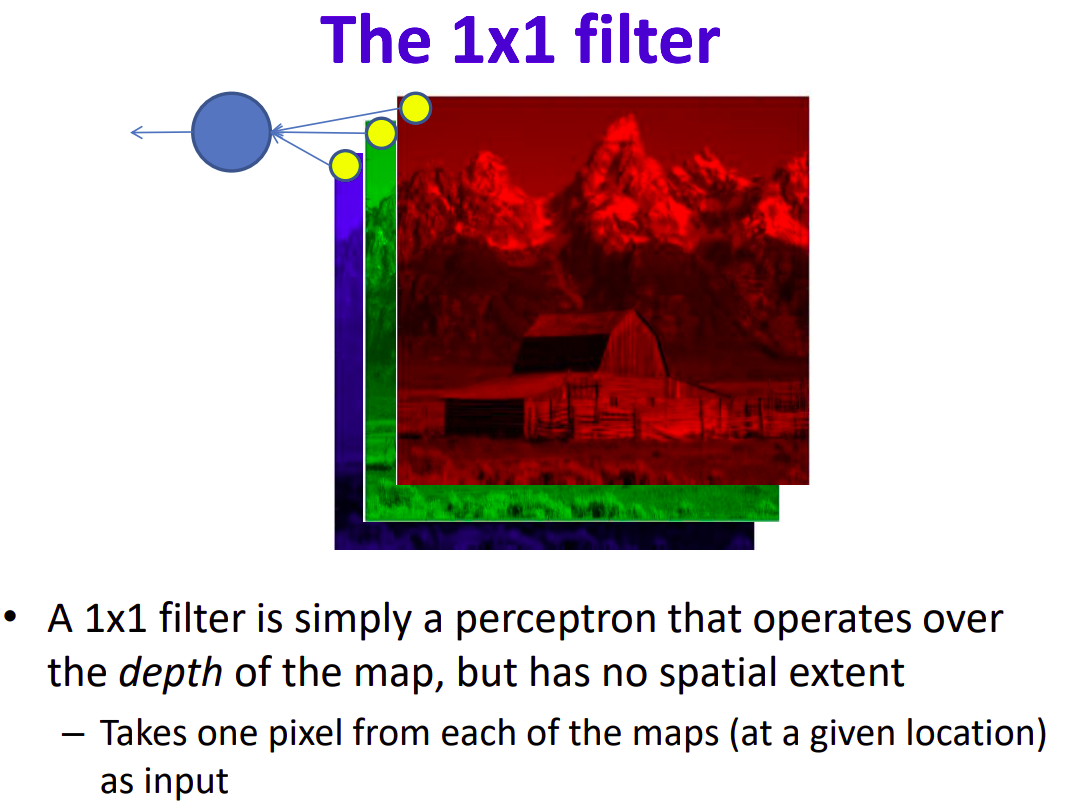 The 1x1 filter
• A 1x1 filter is simply a perceptron that operates over
the depth of the map, but has no spatial extent
– Takes one pixel from each of the maps (at a given location)
as input